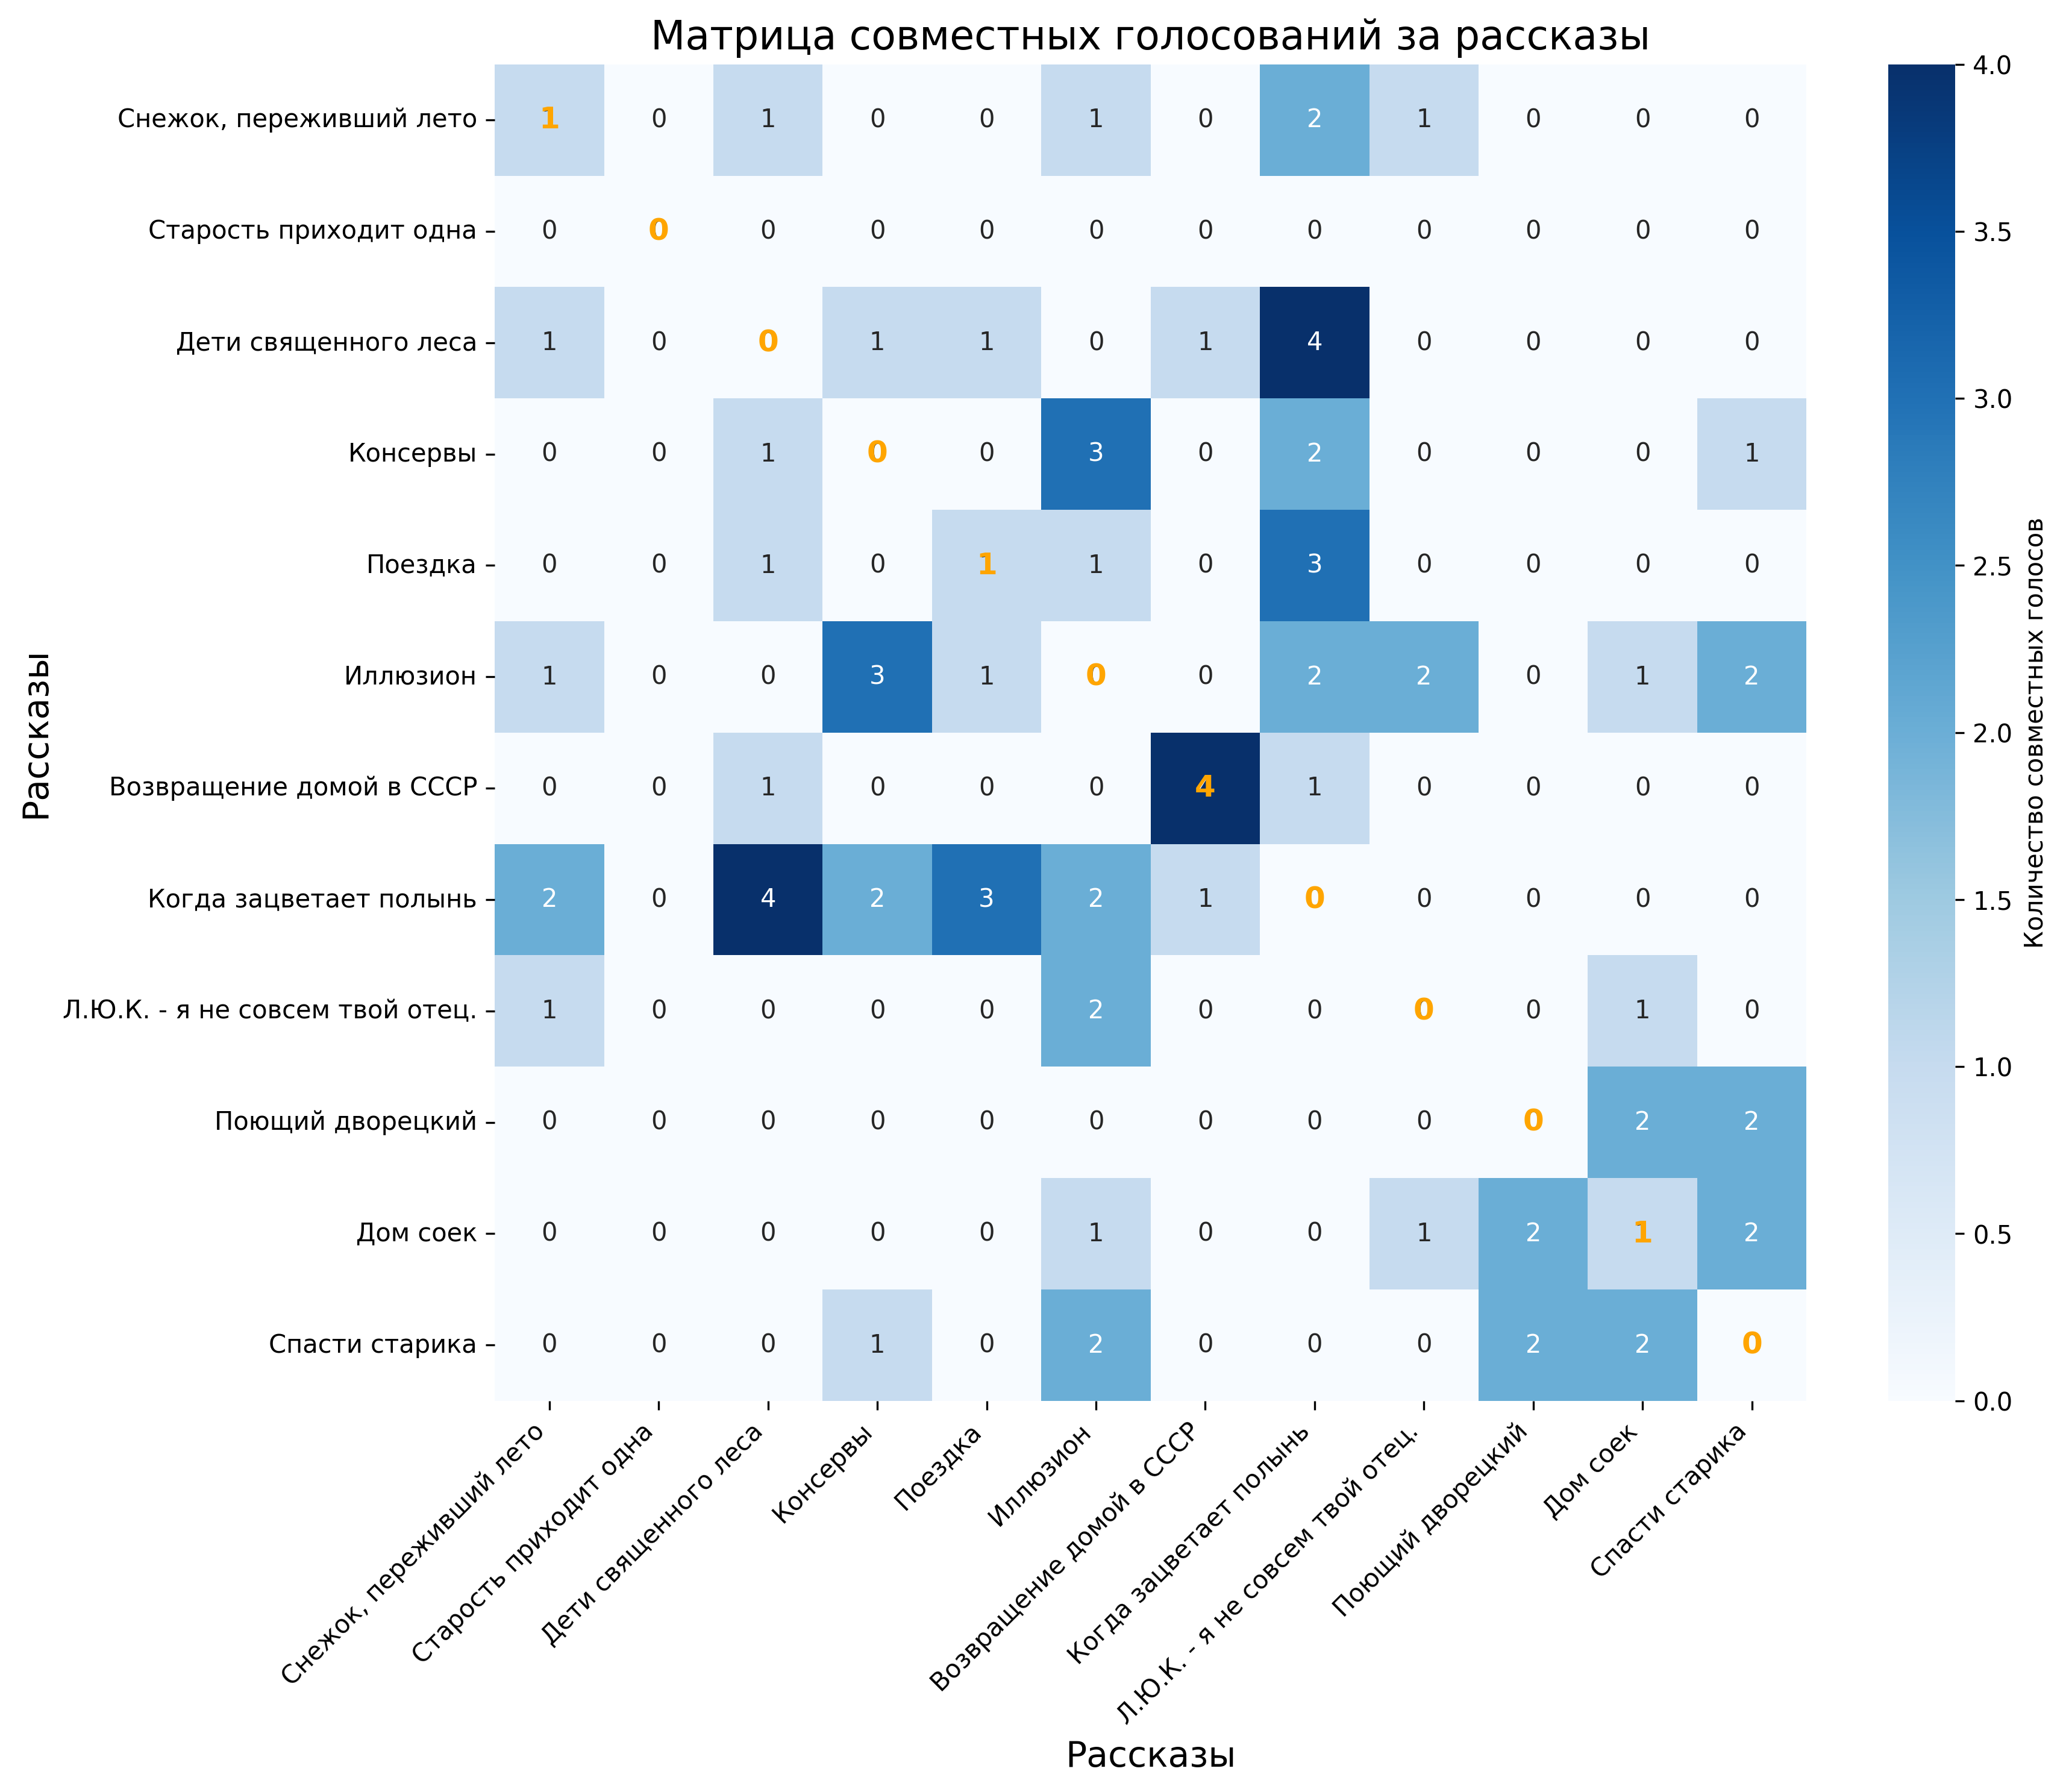 Матрица совместных голосований за рассказы
Рассказы
Снежок, переживший лето 1 0 1 0 0 1 0 2 1 0 0 0
Старость приходит одна 0 0 0 0 0 0 0 0 0 0 0 0
Дети священного леса 1 0 0 1 1 0 1 4 0 0 0 0
Консервы 0 0 1 0 0 3 0 2 0 0 0 1
Поездка 0 0 1 0 1 1 0 3 0 0 0 0
Иллюзион 1 0 0 3 1 0 0 2 2 0 1 2
Возвращение домой в СССР 0 0 1 0 0 0 4 1 0 0 0 0
Когда зацветает полынь 2 0 4 2 3 2 1 0 0 0 0 0
Л.Ю.К. - я не совсем твой отец. 1 0 0 0 0 2 0 0 0 0 1 0
Поющий дворецкий 0 0 0 0 0 0 0 0 0 0 2 2
Дом соек 0 0 0 0 0 1 0 0 1 2 1 2
Спасти старика 0 0 0 1 0 2 0 0 0 2 2 0
Снежок, переживший лето
Старость приходит одна
Дети священного леса
Консервы
Поездка
Иллюзион
Возвращение домой в СССР
Когда зацветает полынь
Л.Ю.К. - я не совсем твой отец.
Поющий дворецкий
Дом соек
Спасти старика
Рассказы
4.0
3.5
3.0
2.5
2.0
1.5
1.0
0.5
0.0
Количество совместных голосов